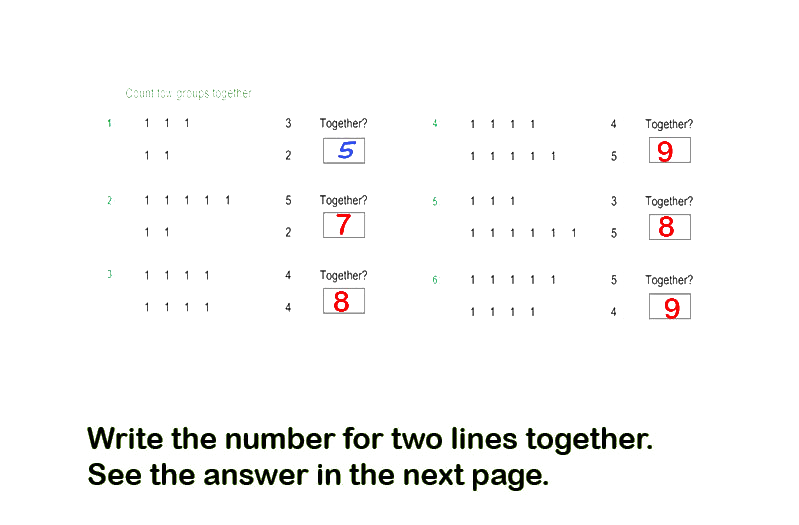 Count tow groups together
1 1 1 1 3 Together?
1 1 2 5
2 1 1 1 1 1 5 Together?
1 1 2 7
3 1 1 1 1 4 Together?
1 1 1 1 4 8
4 1 1 1 1 4 Together?
1 1 1 1 1 5 9
5 1 1 1 3 Together?
1 1 1 1 1 1 5 8
6 1 1 1 1 1 5 Together?
1 1 1 1 4 9
Write the number for two lines together.
See the answer in the next page.